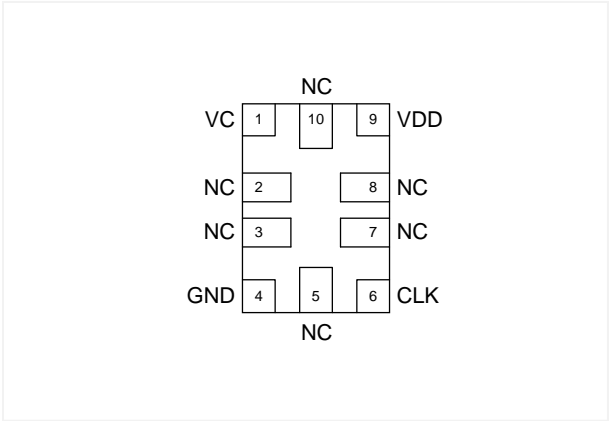 NC
VC 1 10 9 VDD
NC 2 8 NC
NC 3 7 NC
GND 4 5 6 CLK
NC